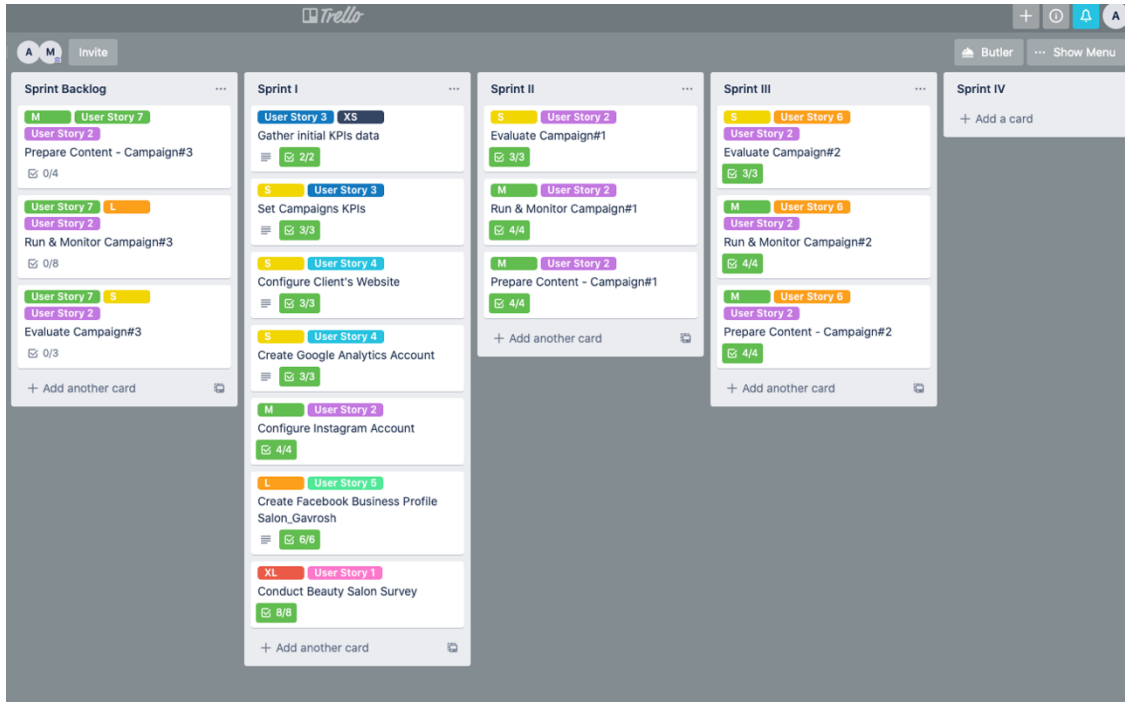 Trello
A
A M Invite
Butler ... Show Menu
Sprint Backlog
M User Story 7
User Story 2
Prepare Content - Campaign#3
0/4
User Story 7 L
User Story 2
Run & Monitor Campaign#3
0/8
User Story 7 S
User Story 2
Evaluate Campaign#3
0/3
+ Add another card
Sprint I
User Story 3 XS
Gather initial KPIs data
2/2
S User Story 3
Set Campaigns KPIs
3/3
S User Story 4
Configure Client's Website
3/3
S User Story 4
Create Google Analytics Account
3/3
M User Story 2
Configure Instagram Account
4/4
L User Story 5
Create Facebook Business Profile
Salon_Gavrosh
6/6
XL User Story 1
Conduct Beauty Salon Survey
8/8
+ Add another card
Sprint II
S User Story 2
Evaluate Campaign#1
3/3
M User Story 2
Run & Monitor Campaign#1
4/4
M User Story 2
Prepare Content - Campaign#1
4/4
+ Add another card
Sprint III
S User Story 6
User Story 2
Evaluate Campaign#2
3/3
M User Story 6
User Story 2
Run & Monitor Campaign#2
4/4
M User Story 6
User Story 2
Prepare Content - Campaign#2
4/4
+ Add another card
Sprint IV
+ Add a card